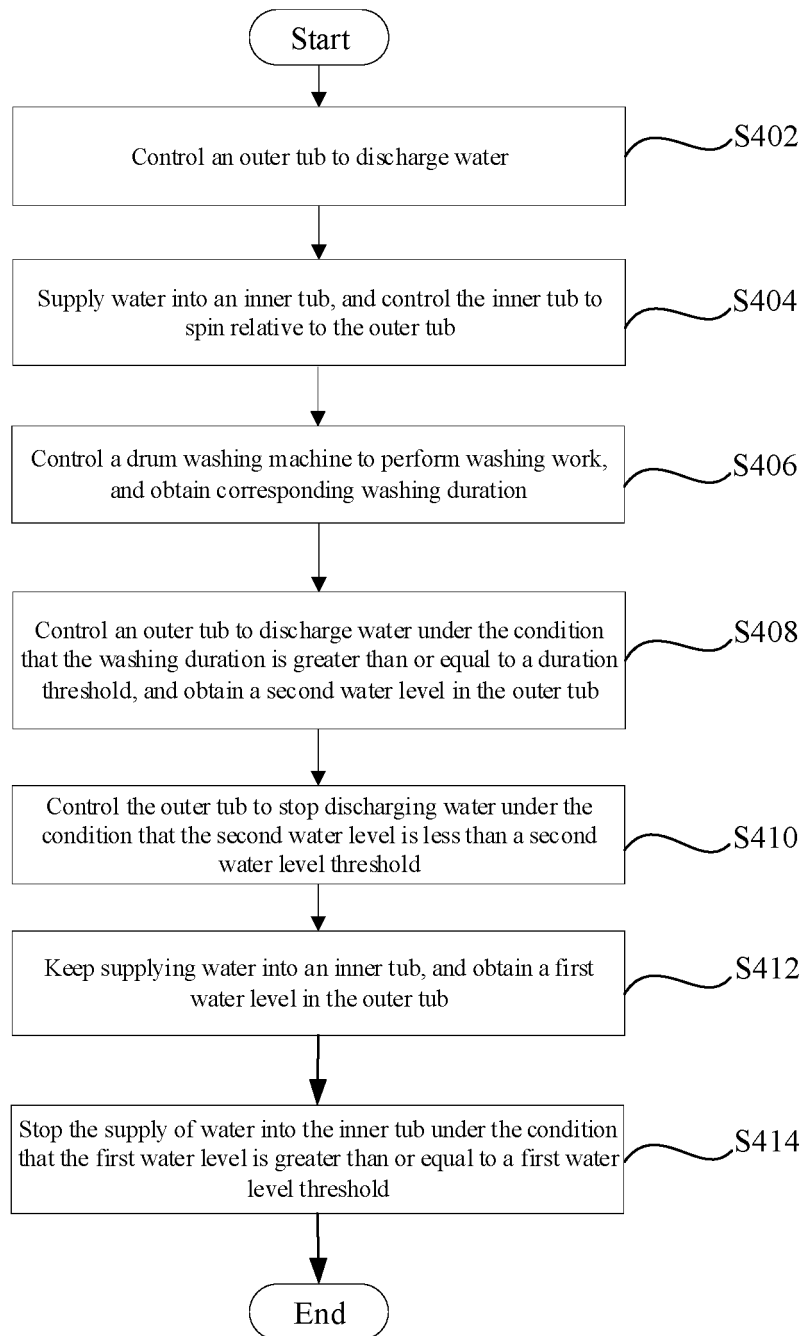 Start
Control an outer tub to discharge water
S402
Supply water into an inner tub, and control the inner tub to
spin relative to the outer tub
S404
Control a drum washing machine to perform washing work,
and obtain corresponding washing duration
S406
Control an outer tub to discharge water under the condition
that the washing duration is greater than or equal to a duration
threshold, and obtain a second water level in the outer tub
S408
Control the outer tub to stop discharging water under the
condition that the second water level is less than a second
water level threshold
S410
Keep supplying water into an inner tub, and obtain a first
water level in the outer tub
S412
Stop the supply of water into the inner tub under the condition
that the first water level is greater than or equal to a first water
level threshold
S414
End